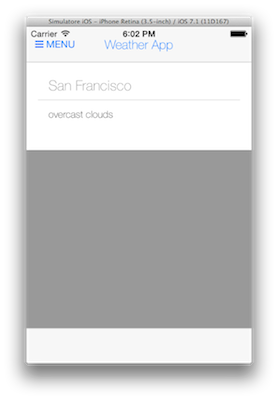 Simulatore iOS - iPhone Retina (3.5-inch) / iOS 7.1 (11D167)
Carrier 6:02 PM
MENU Weather App
San Francisco
overcast clouds